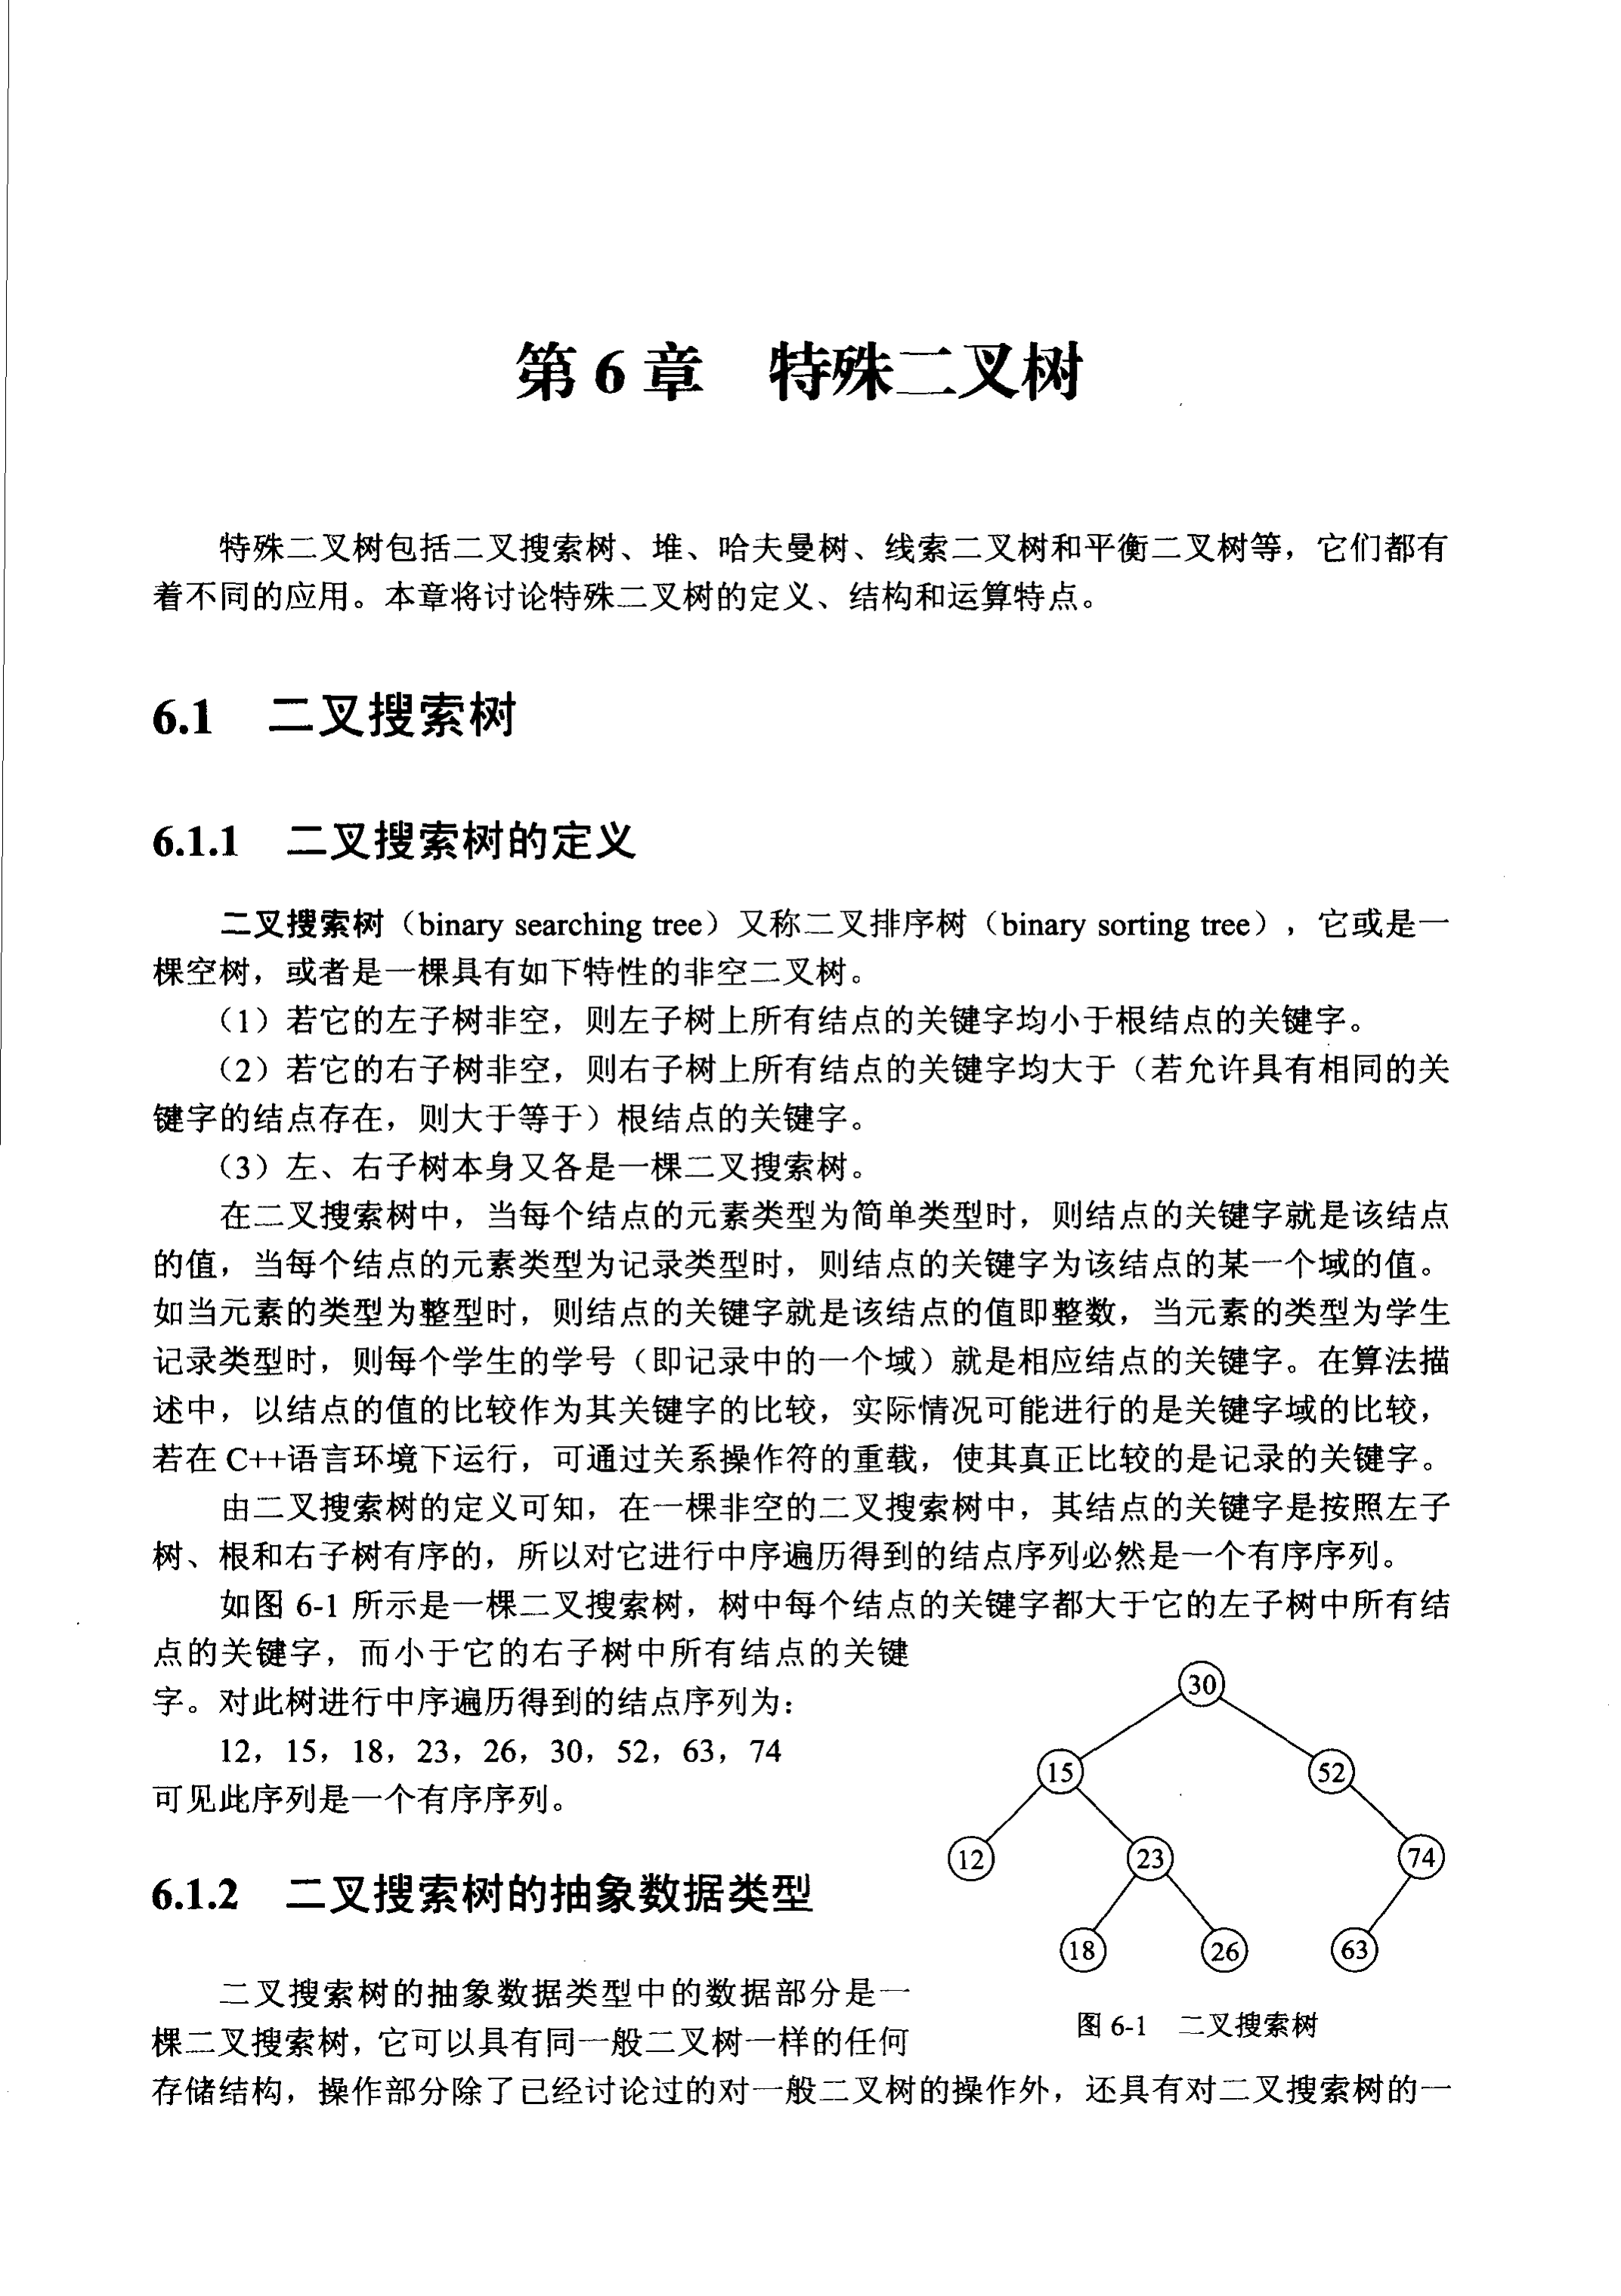 第 6 章 特殊二叉树
特殊二叉树包括二叉搜索树、堆、哈夫曼树、线索二叉树和平衡二叉树等，它们都有
着不同的应用。本章将讨论特殊二叉树的定义、结构和运算特点。
6.1 二叉搜索树
6.1.1 二叉搜索树的定义
二叉搜索树（binary searching tree）又称二叉排序树（binary sorting tree），它或是一
棵空树，或者是一棵具有如下特性的非空二叉树。
（1）若它的左子树非空，则左子树上所有结点的关键字均小于根结点的关键字。
（2）若它的右子树非空，则右子树上所有结点的关键字均大于（若允许具有相同的关
键字的结点存在，则大于等于）根结点的关键字。
（3）左、右子树本身又各是一棵二叉搜索树。
在二叉搜索树中，当每个结点的元素类型为简单类型时，则结点的关键字就是该结点
的值，当每个结点的元素类型为记录类型时，则结点的关键字为该结点的某一个域的值。
如当元素的类型为整型时，则结点的关键字就是该结点的值即整数，当元素的类型为学生
记录类型时，则每个学生的学号（即记录中的一个域）就是相应结点的关键字。在算法描
述中，以结点的值的比较作为其关键字的比较，实际情况可能进行的是关键字域的比较，
若在 C++语言环境下运行，可通过关系操作符的重载，使其真正比较的是记录的关键字。
由二叉搜索树的定义可知，在一棵非空的二叉搜索树中，其结点的关键字是按照左子
树、根和右子树有序的，所以对它进行中序遍历得到的结点序列必然是一个有序序列。
如图 6-1 所示是一棵二叉搜索树，树中每个结点的关键字都大于它的左子树中所有结
点的关键字，而小于它的右子树中所有结点的关键
字。对此树进行中序遍历得到的结点序列为：
12，15，18，23，26，30，52，63，74
可见此序列是一个有序序列。
30
15 52
12 23 74
18 26 63
图 6-1 二叉搜索树
6.1.2 二叉搜索树的抽象数据类型
二叉搜索树的抽象数据类型中的数据部分是一
棵二叉搜索树，它可以具有同一般二叉树一样的任何
存储结构，操作部分除了已经讨论过的对一般二叉树的操作外，还具有对二叉搜索树的一